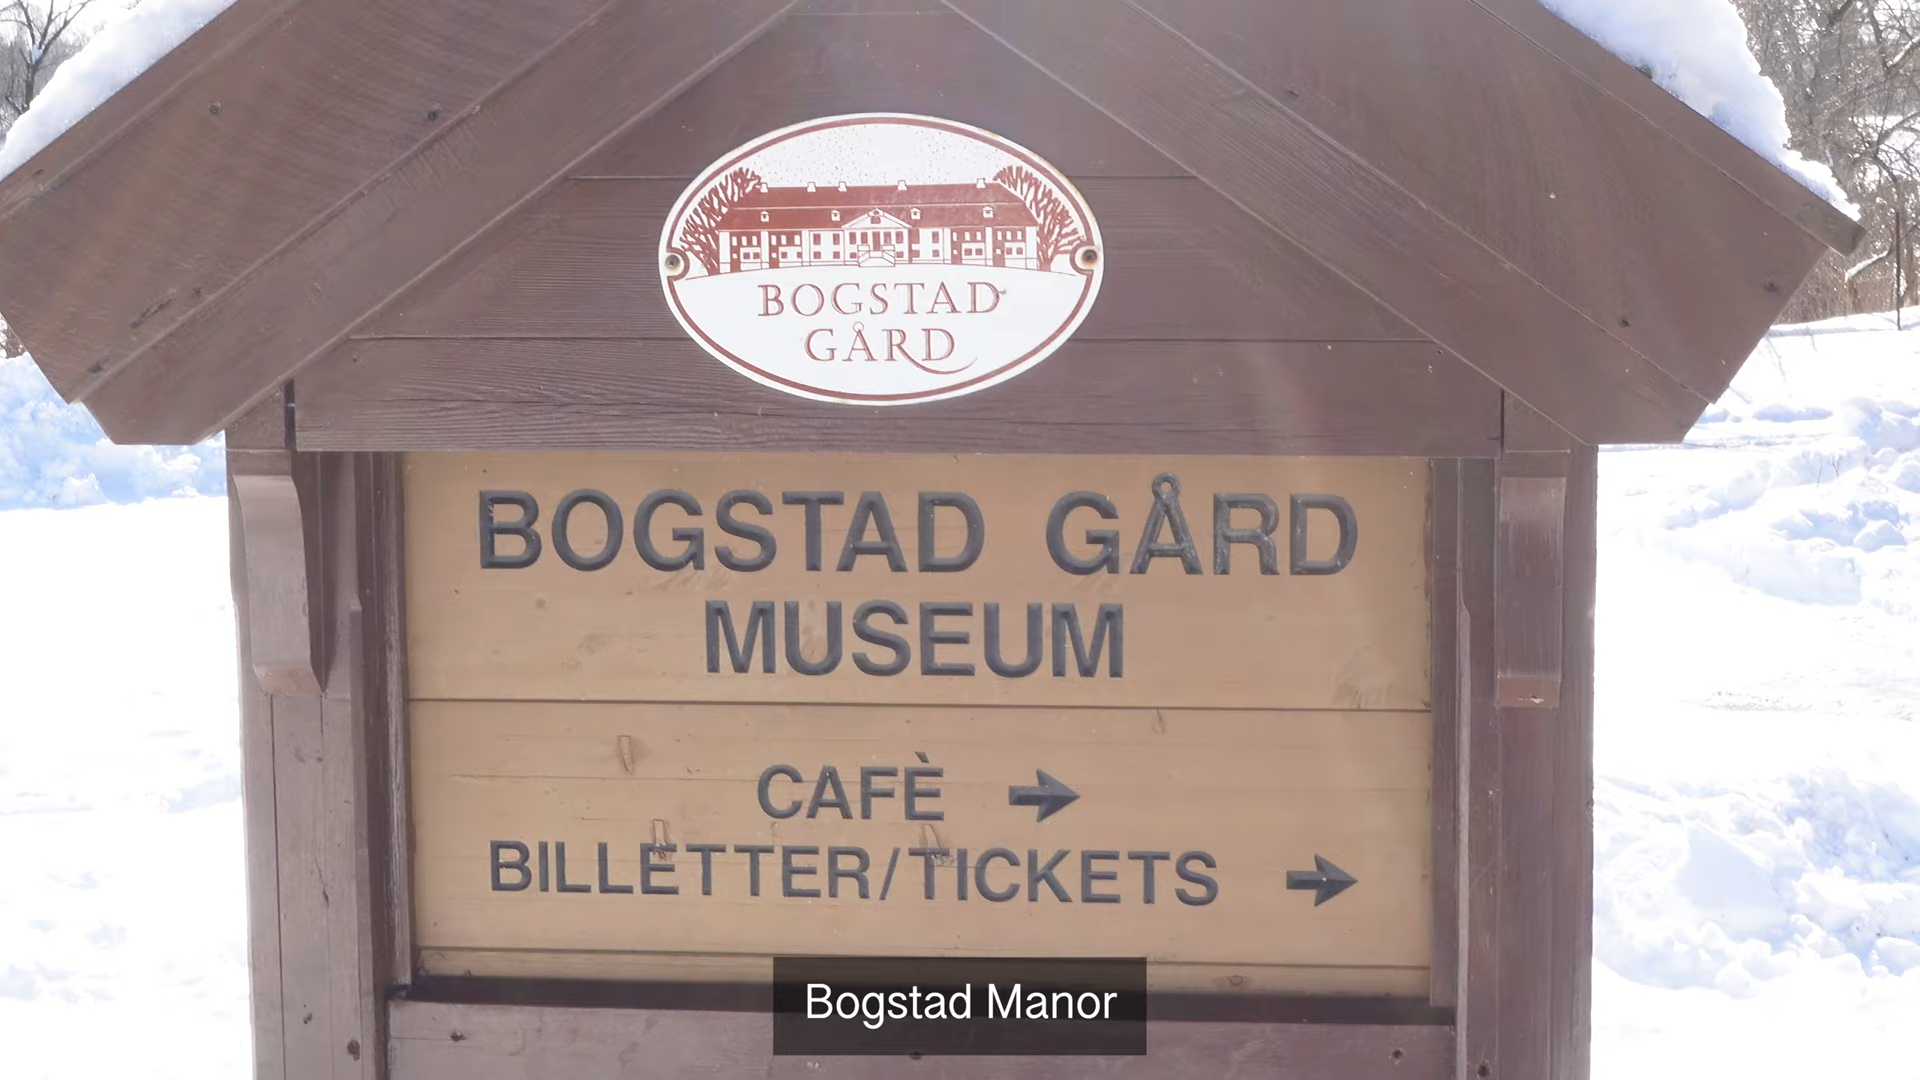 BOGSTAD
GÅRD
BOGSTAD GÅRD
MUSEUM
CAFÈ
BILLETTER/TICKETS
Bogstad Manor